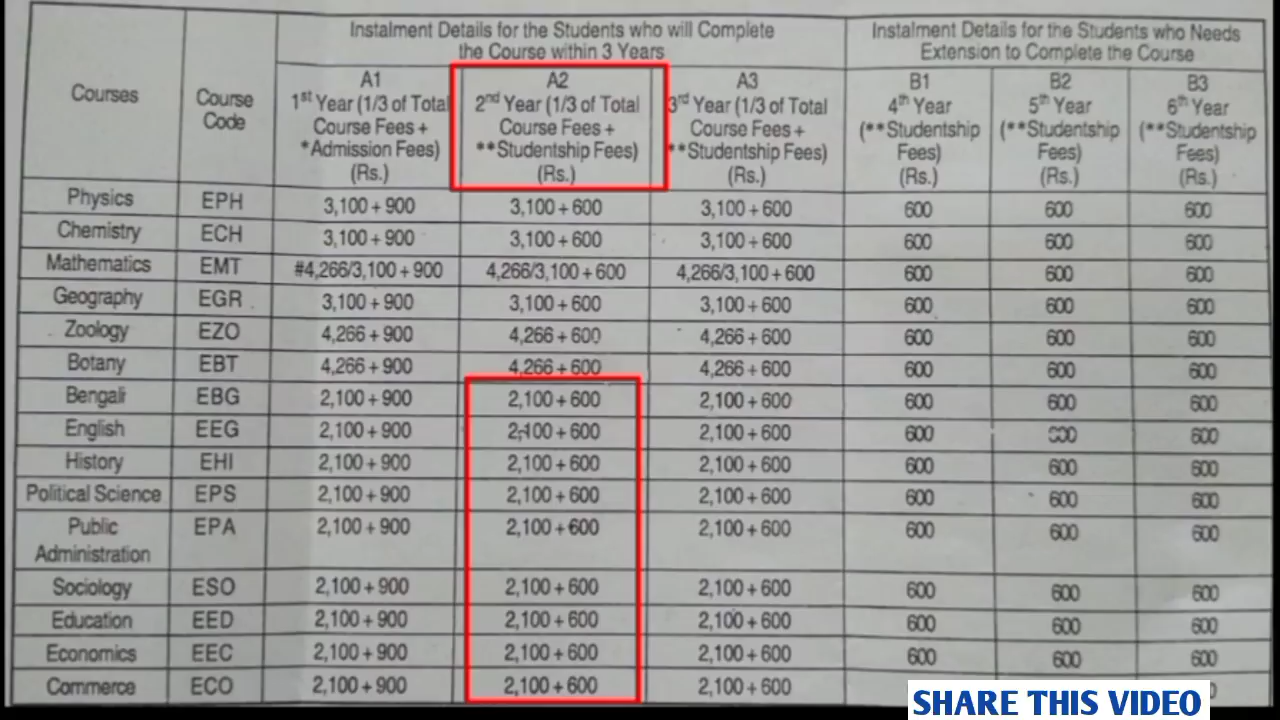 Instalment Details for the Students who will Complete
the Course within 3 Years
Instalment Details for the Students who Needs
Extension to Complete the Course
Courses
Course
Code
A1
1st Year (1/3 of Total
Course Fees +
*Admission Fees)
(Rs.)
A2
2nd Year (1/3 of Total
Course Fees +
**Studentship Fees)
(Rs.)
A3
3rd Year (1/3 of Total
Course Fees +
**Studentship Fees)
(Rs.)
B1
4th Year
(**Studentship
Fees)
(Rs.)
B2
5th Year
(**Studentship
Fees)
(Rs.)
B3
6th Year
(**Studentship
Fees)
(Rs.)
Physics EPH 3,100+900 3,100+600 3,100+600 600 600 600
Chemistry ECH 3,100+900 3,100+600 3,100+600 600 600 600
Mathematics EMT #4,266/3,100+900 4,266/3,100+600 4,266/3,100+600 600 600 600
Geography EGR 3,100+900 3,100+600 3,100+600 600 600 600
Zoology EZO 4,266+900 4,266+600 4,266+600 600 600 600
Botany EBT 4,266+900 4,266+600 4,266+600 600 600 600
Bengali EBG 2,100+900 2,100+600 2,100+600 600 600 600
English EEG 2,100+900 2,100+600 2,100+600 600 600 600
History EHI 2,100+900 2,100+600 2,100+600 600 600 600
Political Science EPS 2,100+900 2,100+600 2,100+600 600 600 600
Public EPA 2,100+900 2,100+600 2,100+600 600 600 600
Administration
Sociology ESO 2,100+900 2,100+600 2,100+600 600 600 600
Education EED 2,100+900 2,100+600 2,100+600 600 600 600
Economics EEC 2,100+900 2,100+600 2,100+600 600 600 600
Commerce ECO 2,100+900 2,100+600 2,100+600
SHARE THIS VIDEO